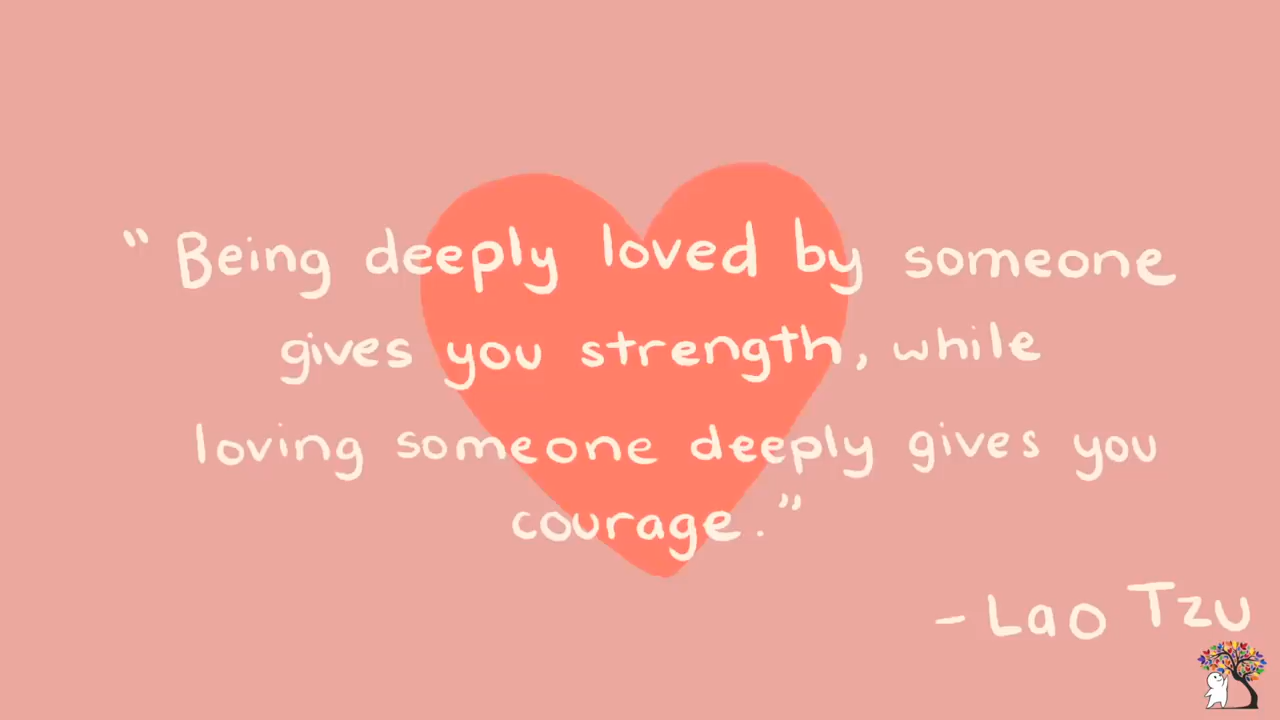 “Being deeply loved by someone
gives you strength, while
loving someone deeply gives you
courage.”
- Lao Tzu